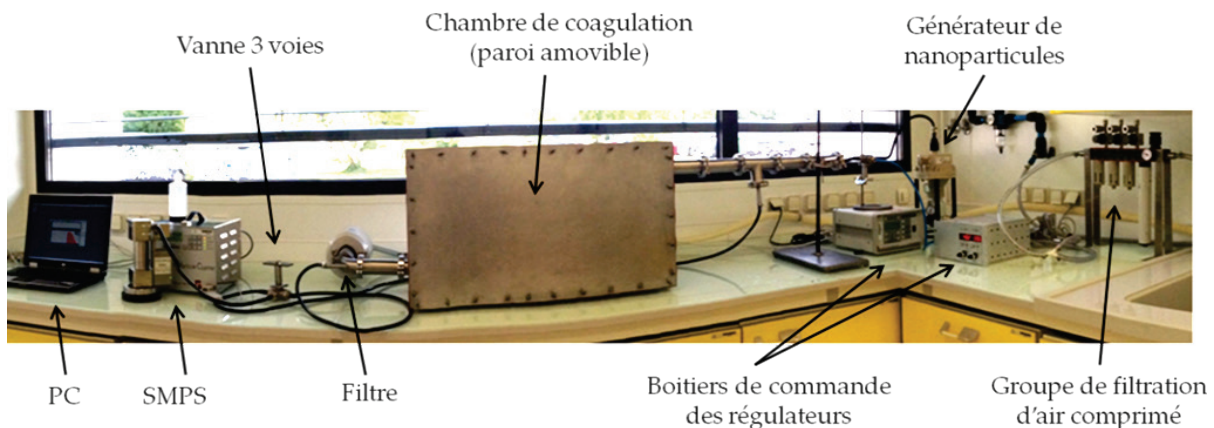 Vanne 3 voies
Chambre de coagulation
(paroi amovible)
Générateur de
nanoparticules
PC
SMPS
Filtre
Boitiers de commande
des régulateurs
Groupe de filtration
d'air comprimé